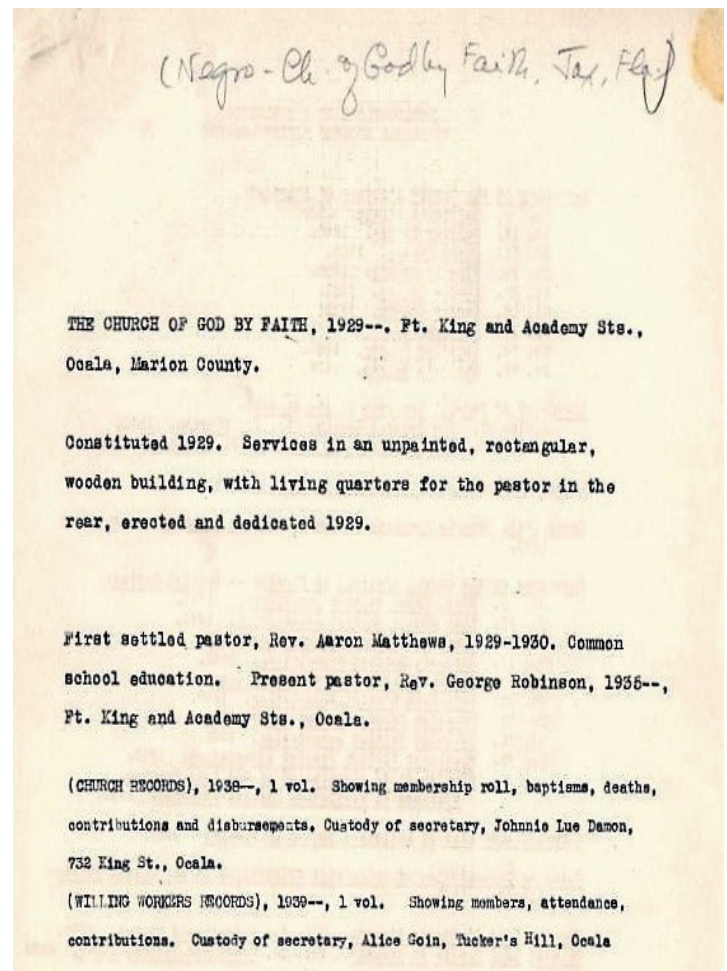 (Negro - Ch. of God by Faith, Jax, Fla)
THE CHURCH OF GOD BY FAITH, 1929--. Ft. King and Academy Sts.,
Ocala, Marion County.
Constituted 1929. Services in an unpainted, rectangular,
wooden building, with living quarters for the pastor in the
rear, erected and dedicated 1929.
First settled pastor, Rev. Aaron Matthews, 1929-1930. Common
school education. Present pastor, Rev. George Robinson, 1935--,
Ft. King and Academy Sts., Ocala.
(CHURCH RECORDS), 1938--, 1 vol. Showing membership roll, baptisms, deaths,
contributions and disbursements. Custody of secretary, Johnnie Lue Damon,
732 King St., Ocala.
(WILLING WORKERS RECORDS), 1939--, 1 vol. Showing members, attendance,
contributions. Custody of secretary, Alice Goin, Tucker's Hill, Ocala